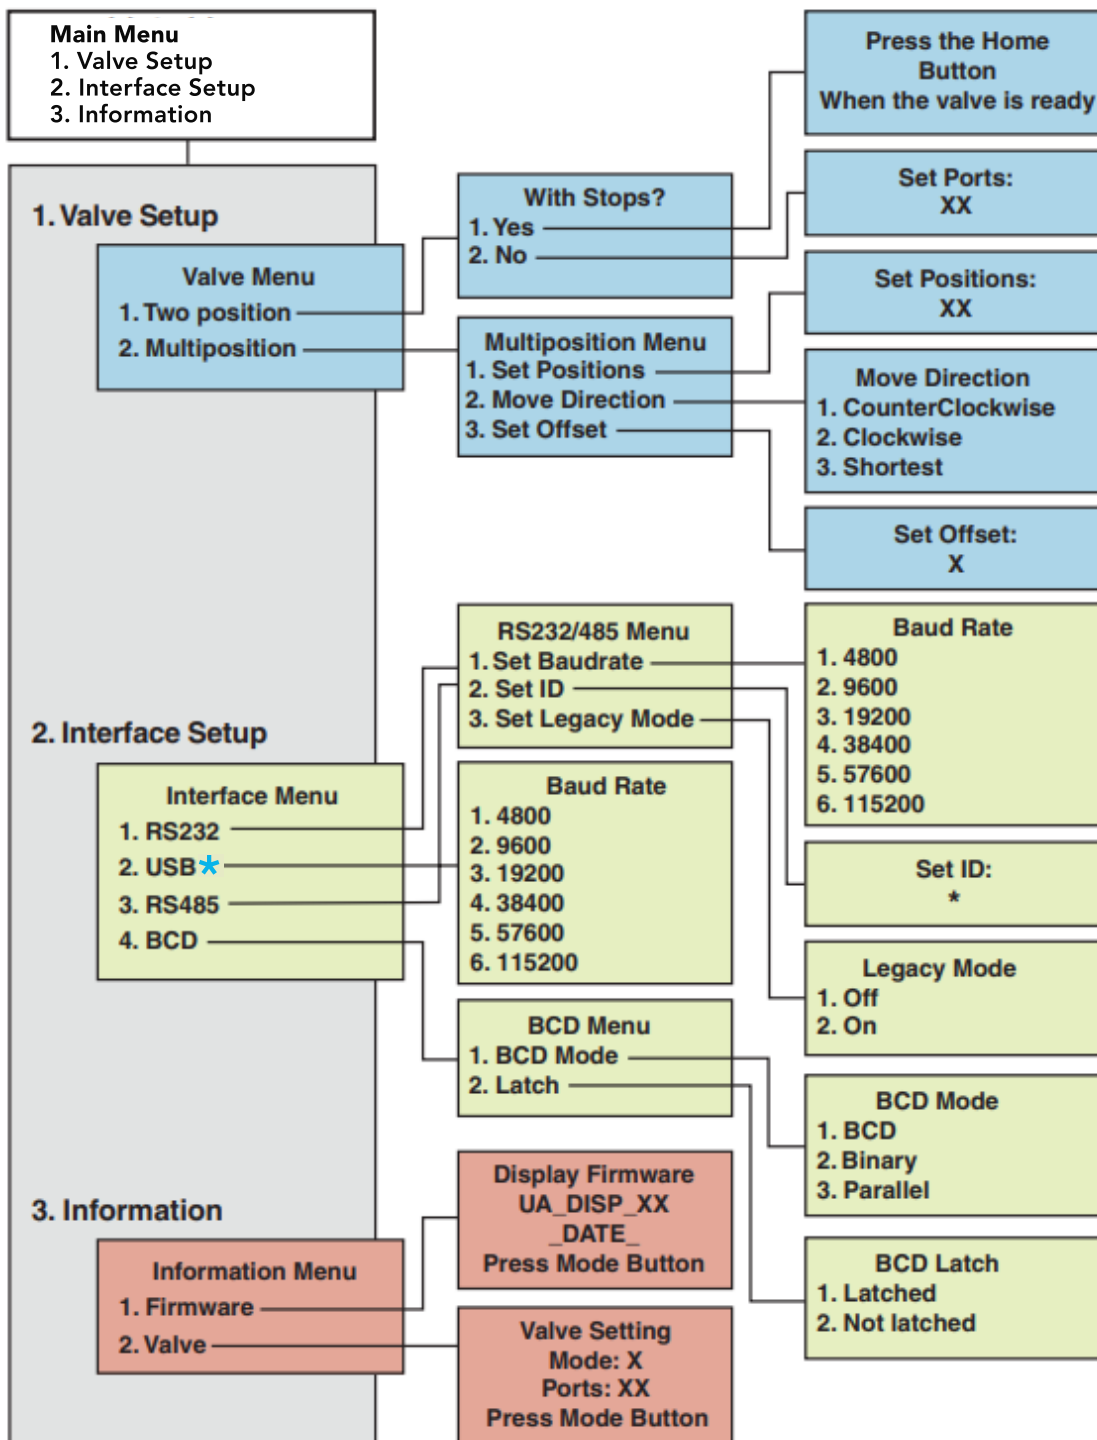 Main Menu
1. Valve Setup
2. Interface Setup
3. Information
1. Valve Setup
Valve Menu
1. Two position
2. Multiposition
With Stops?
1. Yes
2. No
Multiposition Menu
1. Set Positions
2. Move Direction
3. Set Offset
Press the Home
Button
When the valve is ready
Set Ports:
XX
Set Positions:
XX
Move Direction
1. CounterClockwise
2. Clockwise
3. Shortest
Set Offset:
X
2. Interface Setup
Interface Menu
1. RS232
2. USB*
3. RS485
4. BCD
RS232/485 Menu
1. Set Baudrate
2. Set ID
3. Set Legacy Mode
Baud Rate
1. 4800
2. 9600
3. 19200
4. 38400
5. 57600
6. 115200
BCD Menu
1. BCD Mode
2. Latch
Baud Rate
1. 4800
2. 9600
3. 19200
4. 38400
5. 57600
6. 115200
Set ID:
*
Legacy Mode
1. Off
2. On
BCD Mode
1. BCD
2. Binary
3. Parallel
BCD Latch
1. Latched
2. Not latched
3. Information
Information Menu
1. Firmware
2. Valve
Display Firmware
UA_DISP_XX
_DATE_
Press Mode Button
Valve Setting
Mode: X
Ports: XX
Press Mode Button